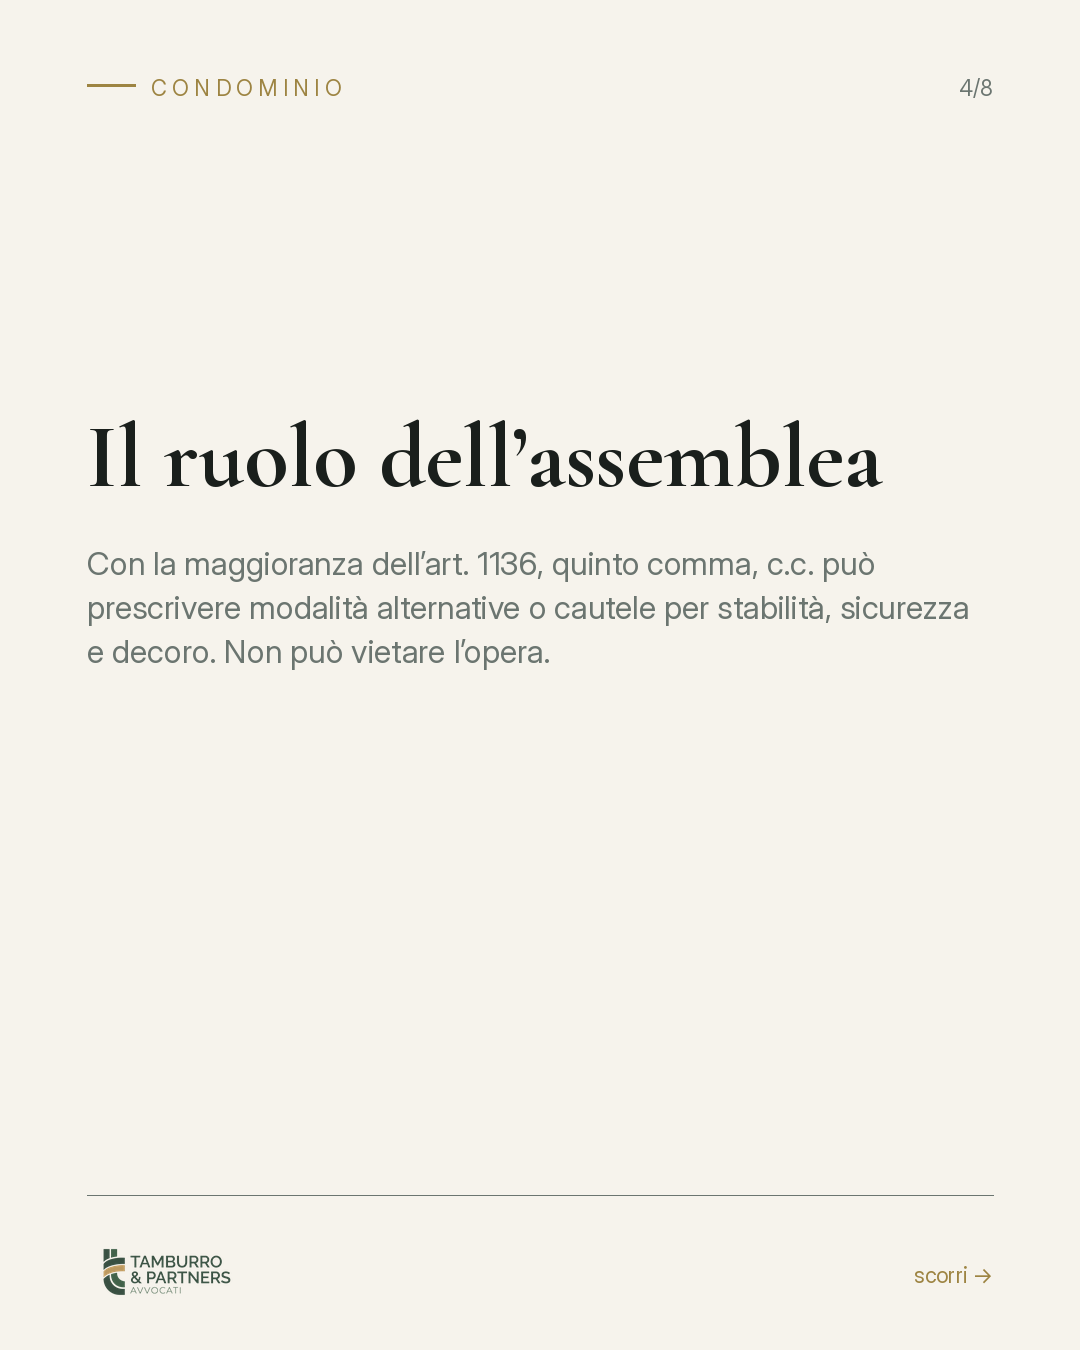 CONDOMINIO
4/8
Il ruolo dell’assemblea
Con la maggioranza dell’art. 1136, quinto comma, c.c. può
prescrivere modalità alternative o cautele per stabilità, sicurezza
e decoro. Non può vietare l’opera.
TAMBURRO
& PARTNERS
AVVOCATI
scorri →